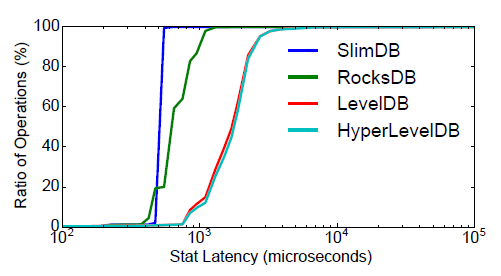 Ratio of Operations (%)
100
80
60
40
20
0
SlimDB
RocksDB
LevelDB
HyperLevelDB
10^2 10^3 10^4 10^5
Stat Latency (microseconds)